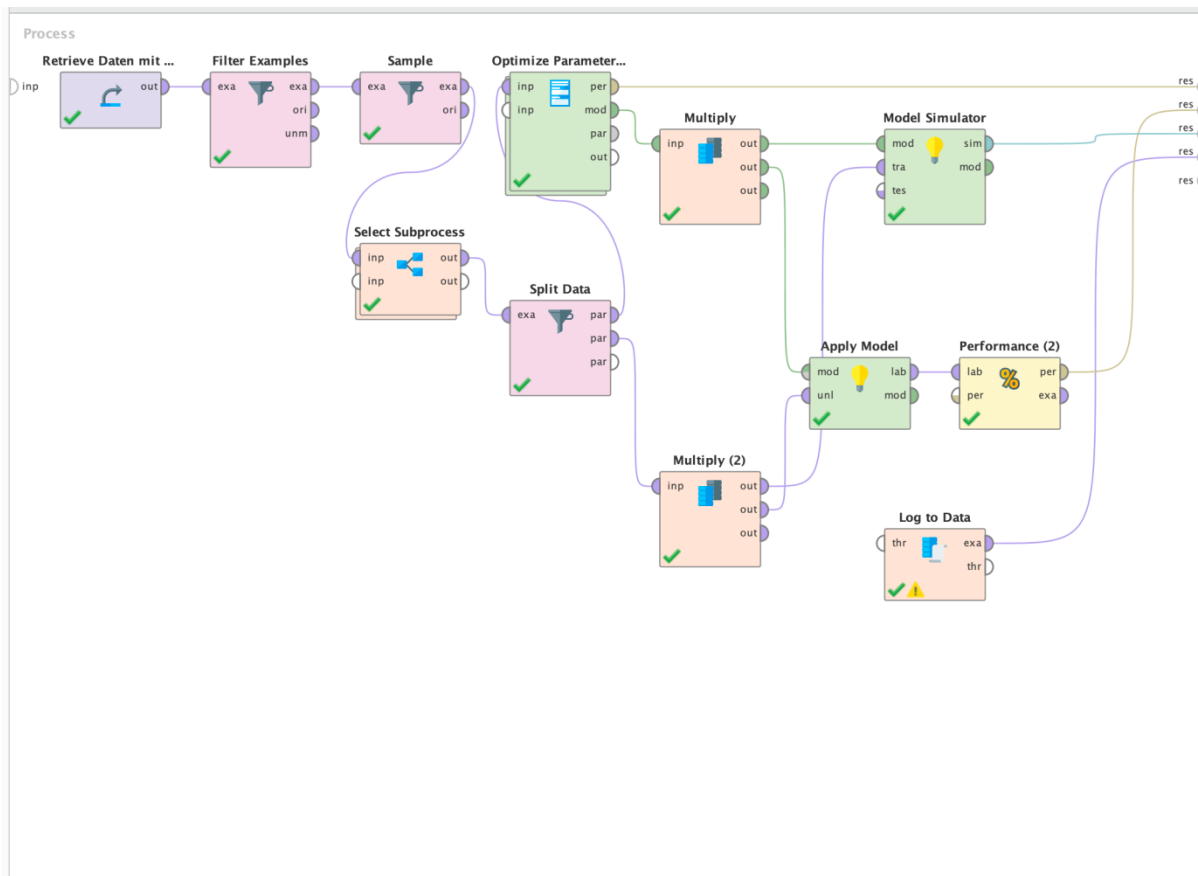 Process
inp
Retrieve Daten mit ...
out
Filter Examples
exa exa
ori
unm
Sample
exa exa
ori
Optimize Parameter...
inp per
inp mod
par
out
Multiply
inp out
out
out
Model Simulator
mod sim
tra mod
tes
res
res
res
res
res
Select Subprocess
inp out
inp out
Split Data
exa par
par
par
Apply Model
mod lab
unl mod
Performance (2)
lab per
per exa
%
Multiply (2)
inp out
out
out
Log to Data
thr exa
thr